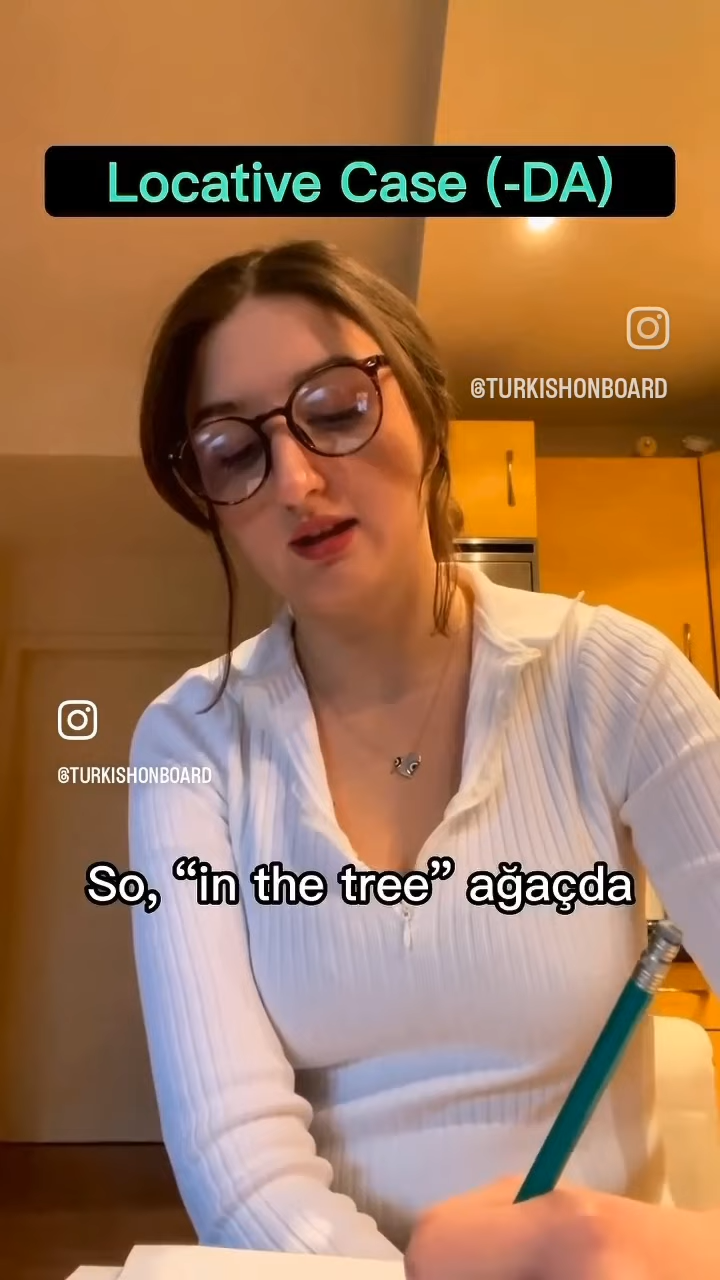 Locative Case (-DA)
@TURKISHONBOARD
@TURKISHONBOARD
So, “in the tree” ağaçda